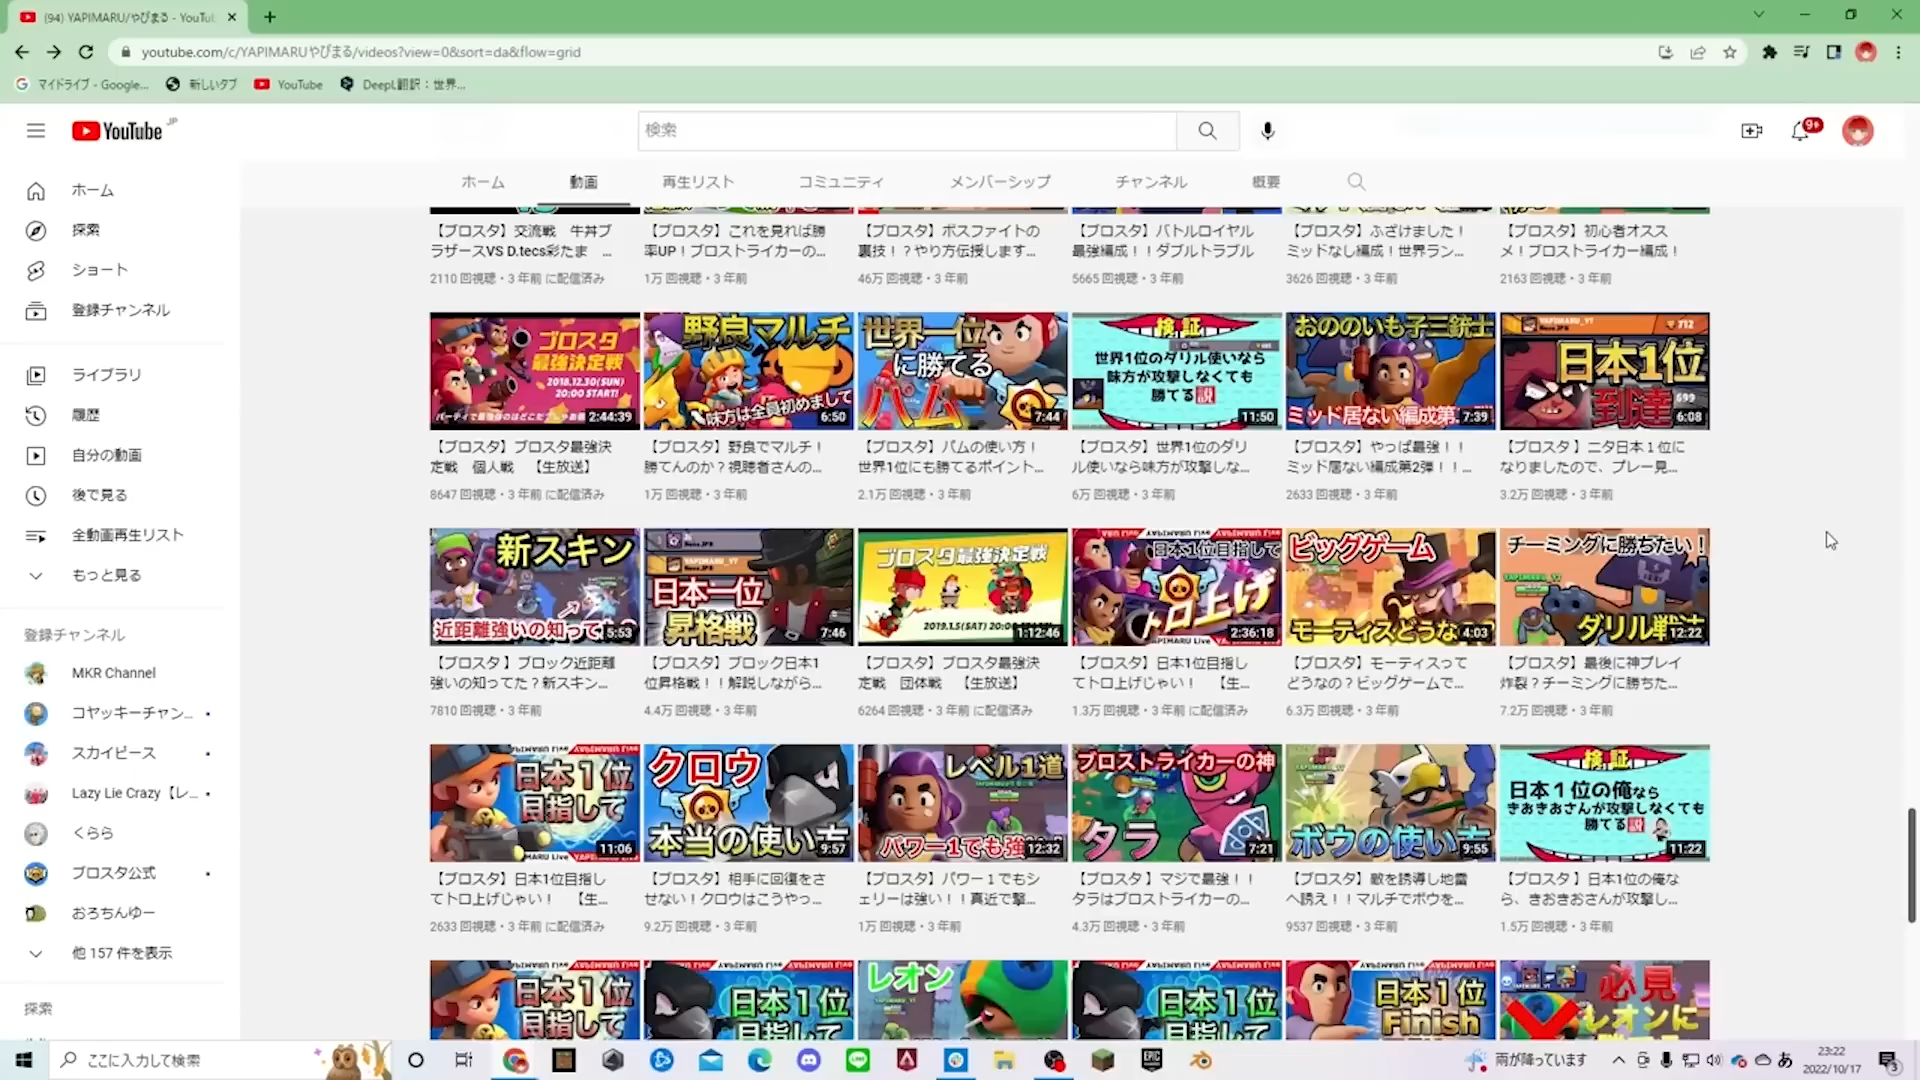 (94) YAPIMARU/やぴまる - YouTu
youtube.com/c/YAPIMARUやぴまる/videos?view=0&sort=da&flow=grid
マイドライブ - Google...
新しいタブ
YouTube
DeepL翻訳：世界...
YouTube JP
検索
9+
ホーム
動画
再生リスト
コミュニティ
メンバーシップ
チャンネル
概要
ホーム
探索
ショート
登録チャンネル
ライブラリ
履歴
自分の動画
後で見る
全動画再生リスト
もっと見る
登録チャンネル
MKR Channel
コヤッキーチャン...
スカイピース
Lazy Lie Crazy【レ...
くらら
ブロスタ公式
おろちんゆー
他 157 件を表示
探索
【ブロスタ】交流戦　牛丼ブ
ラザースVS D.tecs彩たま ...
2110 回視聴・3 年前 に配信済み
【ブロスタ】これを見れば勝
率UP！ブロストライカーの...
1万 回視聴・3 年前
【ブロスタ】ボスファイトの
裏技！？やり方伝授します...
46万 回視聴・3 年前
【ブロスタ】バトルロイヤル
最強編成！！ダブルトラブル
5665 回視聴・3 年前
【ブロスタ】ふざけました！
ミッドなし編成！世界ラン...
3626 回視聴・3 年前
【ブロスタ】初心者オスス
メ！ブロストライカー編成！
2163 回視聴・3 年前
ブロスタ
最強決定戦
2018.12.30(SUN)
20:00 START!
2:44:39
【ブロスタ】ブロスタ最強決
定戦　個人戦　【生放送】
8647 回視聴・3 年前 に配信済み
野良マルチ
味方は全員初めまして
6:50
【ブロスタ】野良でマルチ！
勝てんのか？視聴者さんの...
1万 回視聴・3 年前
世界一位
に勝てる
パム
7:44
【ブロスタ】パムの使い方！
世界1位にも勝てるポイント...
2.1万 回視聴・3 年前
検証
世界1位のダリル使いなら
味方が攻撃しなくても
勝てる説
11:50
【ブロスタ】世界1位のダリ
ル使いなら味方が攻撃しな...
6万 回視聴・3 年前
おののいも子三銃士
ミッド居ない編成第
7:39
【ブロスタ】やっぱ最強！！
ミッド居ない編成第2弾！！...
2633 回視聴・3 年前
YAPIMARU_YT
712
日本1位
到達
699
6:08
【ブロスタ】ニタ日本１位に
なりましたので、プレー見...
3.2万 回視聴・3 年前
新スキン
近距離強いの知ってた
5:53
【ブロスタ】ブロック近距離
強いの知ってた？新スキン...
7810 回視聴・3 年前
YAPIMARU_YT
日本一位
昇格戦
7:46
【ブロスタ】ブロック日本1
位昇格戦！！解説しながら...
4.4万 回視聴・3 年前
ブロスタ最強決定戦
2019.1.5(SAT) 20:00
1:12:46
【ブロスタ】ブロスタ最強決
定戦　団体戦　【生放送】
6264 回視聴・3 年前 に配信済み
日本1位目指して
トロ上げ
YAPIMARU Live
2:36:18
【ブロスタ】日本1位目指し
てトロ上げじゃい！　【生...
1.3万 回視聴・3 年前 に配信済み
ビッグゲーム
モーティスどうな
4:03
【ブロスタ】モーティスって
どうなの？ビッグゲームで...
6.3万 回視聴・3 年前
チーミングに勝ちたい！
YAPIMARU_YT
ダリル戦
12:22
【ブロスタ】最後に神プレイ
炸裂？チーミングに勝ちた...
7.2万 回視聴・3 年前
日本１位
目指して
MARU Live
11:06
【ブロスタ】日本1位目指し
てトロ上げじゃい！　【生...
2633 回視聴・3 年前 に配信済み
クロウ
本当の使い方
9:57
【ブロスタ】相手に回復をさ
せない！クロウはこうやっ...
9.2万 回視聴・3 年前
レベル1道
パワー1でも強
12:32
【ブロスタ】パワー１でもシ
ェリーは強い！！真近で撃...
1万 回視聴・3 年前
ブロストライカーの神
タラ
7:21
【ブロスタ】マジで最強！！
タラはブロストライカーの...
4.3万 回視聴・3 年前
ボウの使い方
9:55
【ブロスタ】敵を誘導し地雷
へ誘え！！マルチでボウを...
9537 回視聴・3 年前
検証
日本１位の俺なら
きおきおさんが攻撃しなくても
勝てる説
11:22
【ブロスタ】日本1位の俺な
ら、きおきおさんが攻撃し...
1.5万 回視聴・3 年前
日本１位
目指して
日本１位
目指して
レオン
日本１位
目指して
日本１位
Finish
必見
レオンに
ここに入力して検索
雨が降っています
あ
23:22
2022/10/17
3